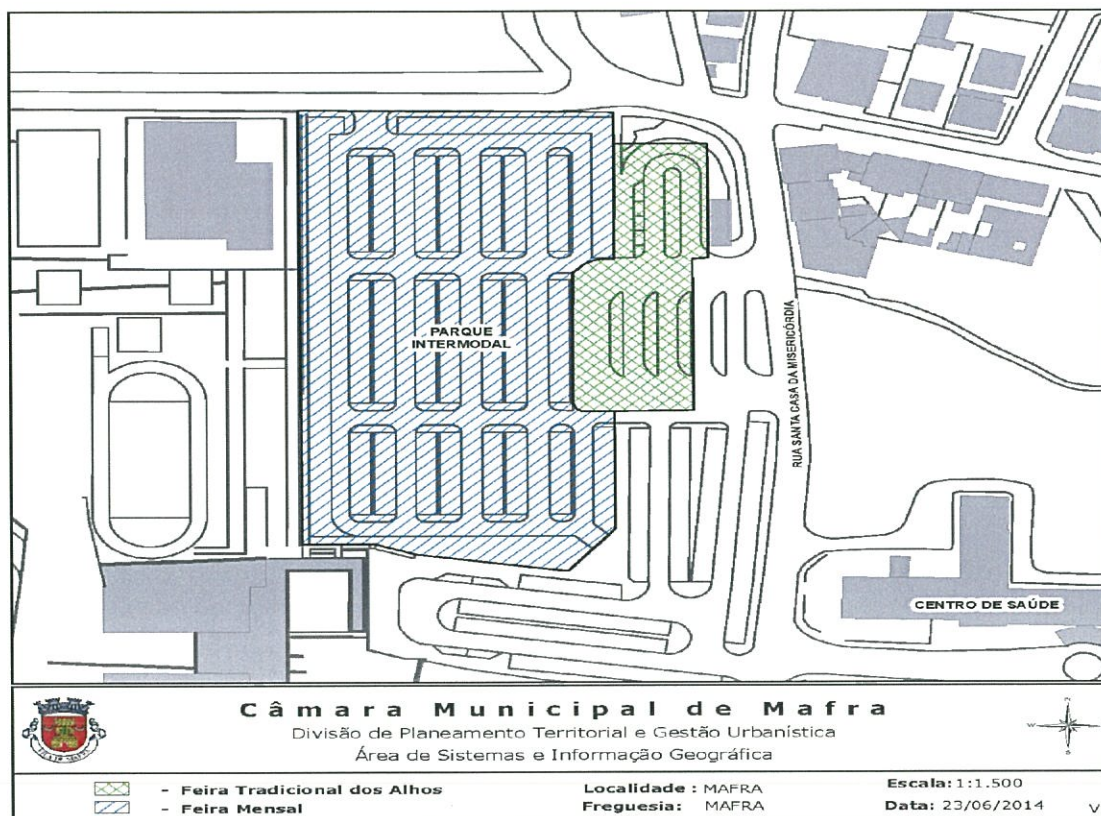 PARQUE
INTERMODAL
RUA SANTA CASA DA MISERICÓRDIA
CENTRO DE SAÚDE
Câmara Municipal de Mafra
Divisão de Planeamento Territorial e Gestão Urbanística
Área de Sistemas e Informação Geográfica
- Feira Tradicional dos Alhos
- Feira Mensal
Localidade : MAFRA
Freguesia: MAFRA
Escala:1:1.500
Data: 23/06/2014
V